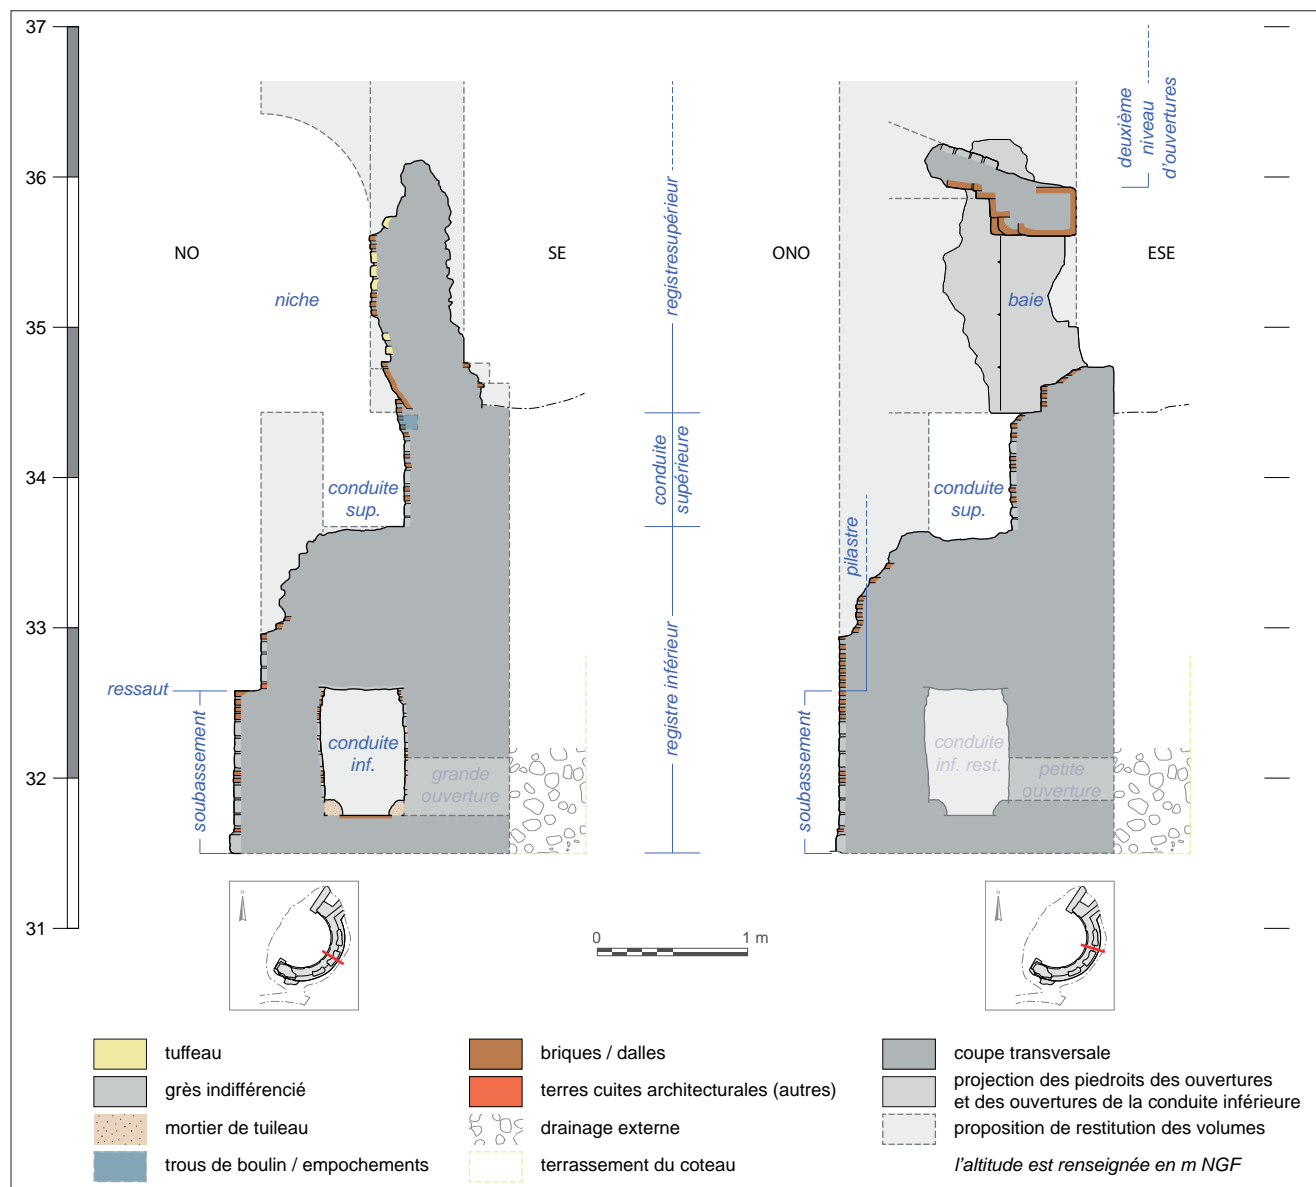 37
36
35
34
33
32
31
NO
SE
niche
conduite
sup.
ressaut
soubassement
conduite
inf.
grande
ouverture
registresupérieur
conduite
supérieure
registre inférieur
ONO
ESE
deuxième
niveau
d'ouvertures
baie
conduite
sup.
pilastre
soubassement
conduite
inf. rest.
petite
ouverture
N
0
1 m
N
tuffeau
grès indifférencié
mortier de tuileau
trous de boulin / empochements
briques / dalles
terres cuites architecturales (autres)
drainage externe
terrassement du coteau
coupe transversale
projection des piedroits des ouvertures
et des ouvertures de la conduite inféricure
proposition de restitution des volumes
l'altitude est renseignée en m NGF